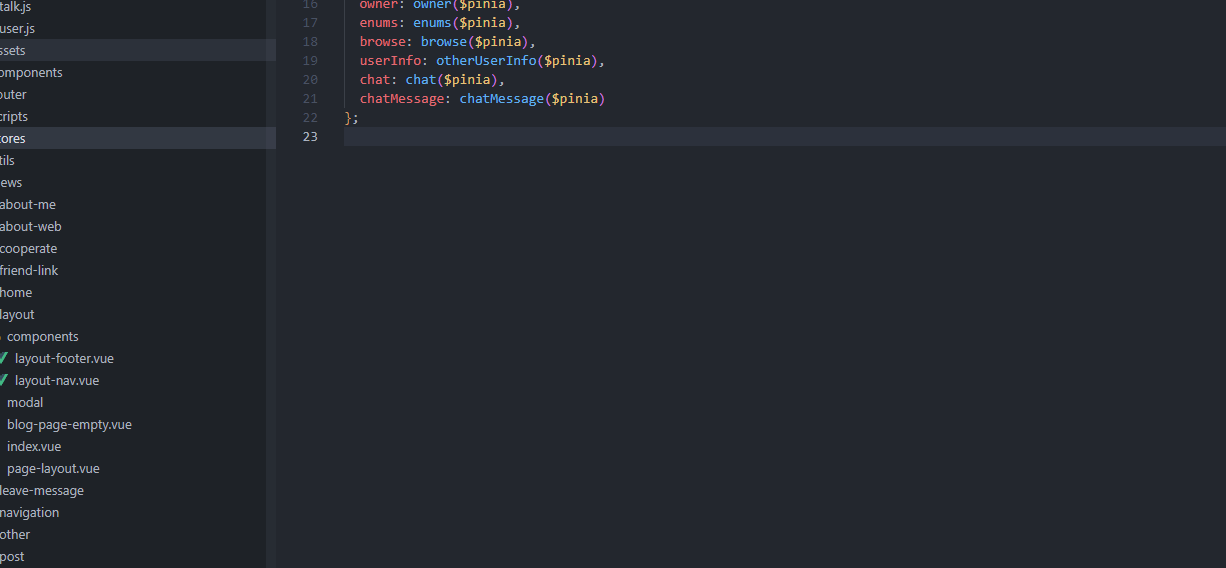 talk.js
user.js
ssets
omponents
outer
cripts
tores
tils
iews
about-me
about-web
cooperate
friend-link
home
layout
components
layout-footer.vue
layout-nav.vue
modal
blog-page-empty.vue
index.vue
page-layout.vue
leave-message
navigation
other
post
16 owner: owner($pinia),
17 enums: enums($pinia),
18 browse: browse($pinia),
19 userInfo: otherUserInfo($pinia),
20 chat: chat($pinia),
21 chatMessage: chatMessage($pinia)
22 };
23